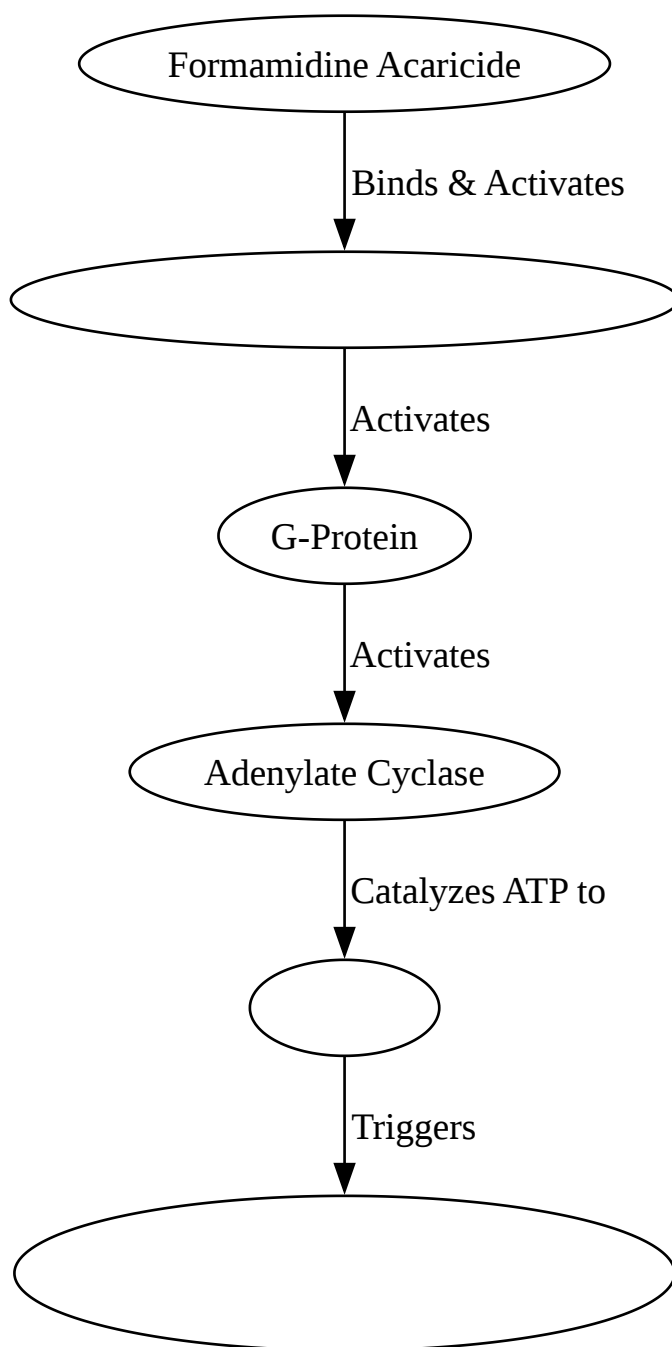 Formamidine Acaricide
Binds & Activates
Activates
G-Protein
Activates
Adenylate Cyclase
Catalyzes ATP to
Triggers